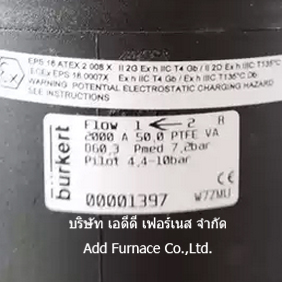 EPS 16 ATEX 2 008 X II 2G Ex h IIC T4 Gb / II 2D Ex h IIIC T135°C Db
IECEx EPS 16.0007X Ex h IIC T4 Gb / Ex h IIIC T135°C Db
WARNING: POTENTIAL ELECTROSTATIC CHARGING HAZARD
SEE INSTRUCTIONS
burkert
Flow 1 ← 2 R
2000 A 50,0 PTFE VA
DG0,3 Pmed 7,2bar
Pilot 4,4-10bar
00001397 W77MU
บริษัท เอดีดี เฟอร์เนส จำกัด
Add Furnace Co.,Ltd.